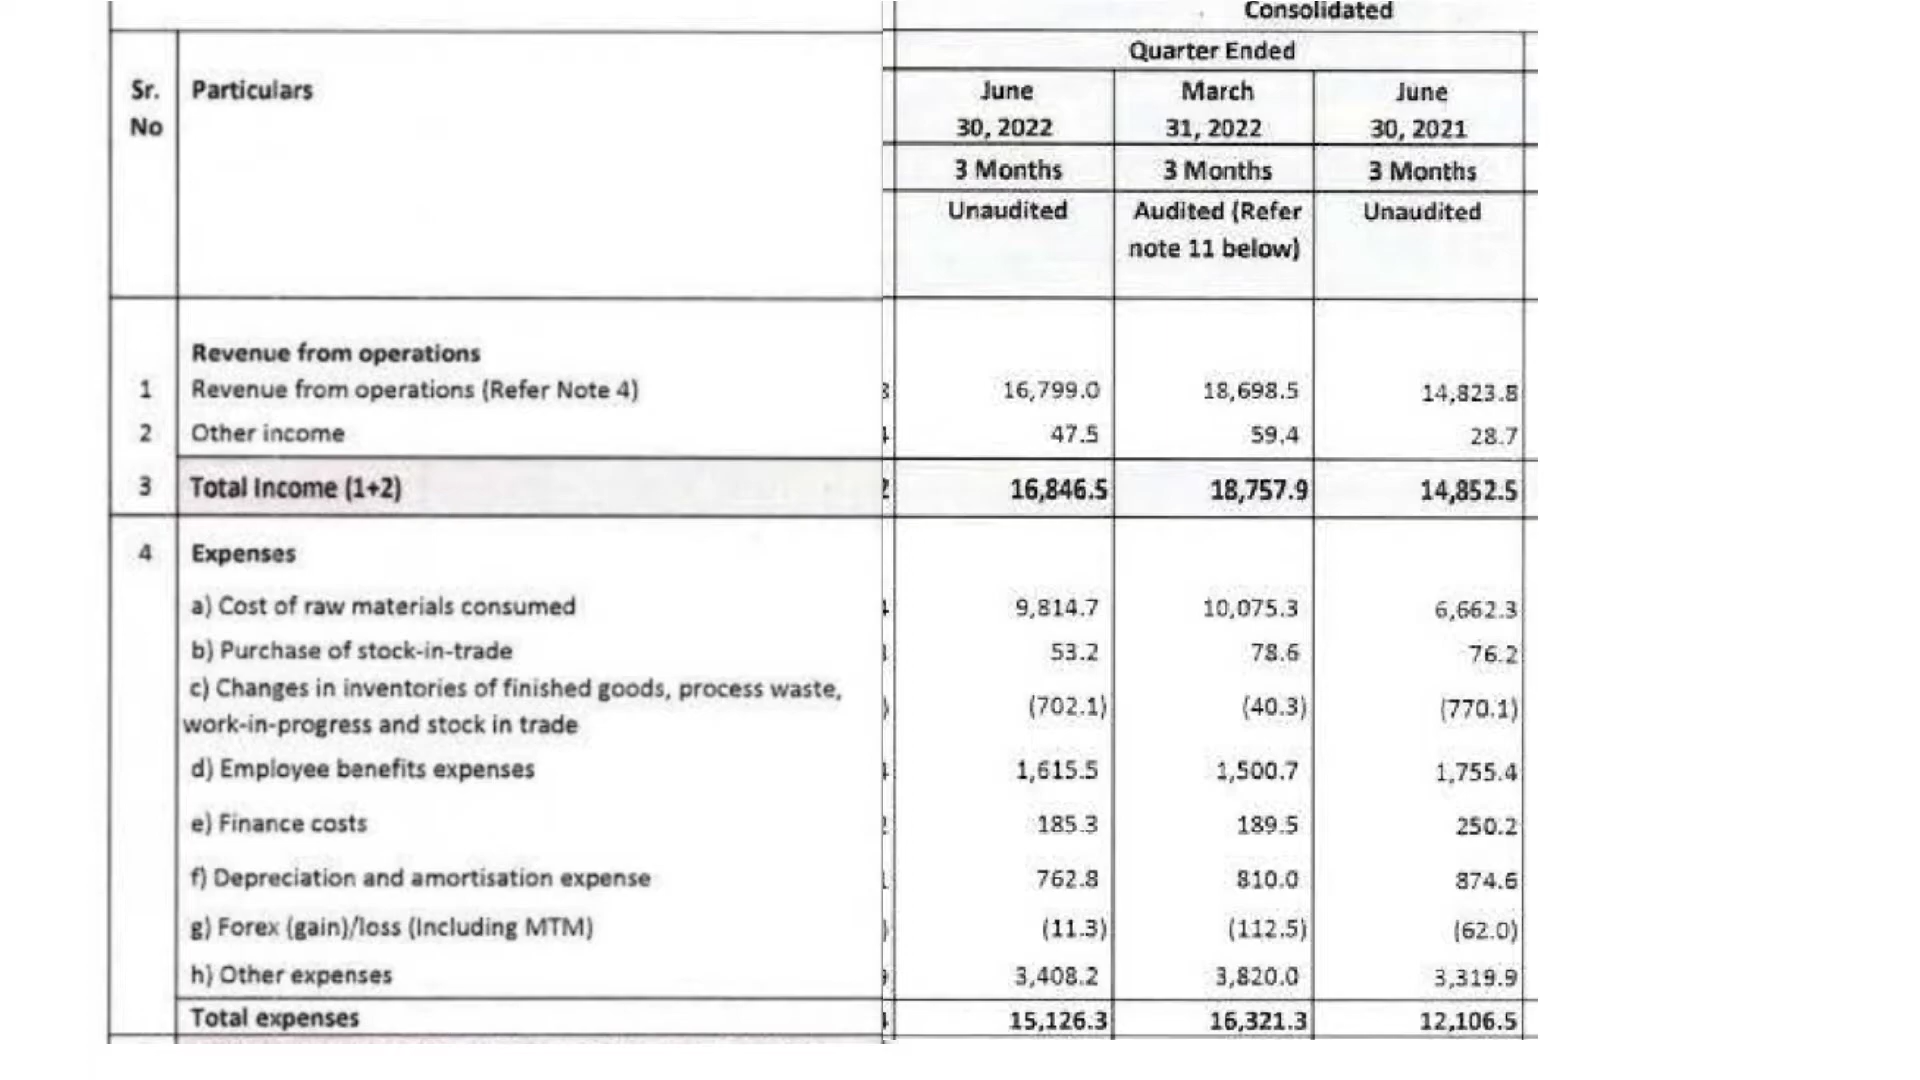 Consolidated
Quarter Ended
Sr. No Particulars June 30, 2022 March 31, 2022 June 30, 2021
3 Months 3 Months 3 Months
Unaudited Audited (Refer note 11 below) Unaudited
Revenue from operations
1 Revenue from operations (Refer Note 4) 16,799.0 18,698.5 14,823.8
2 Other income 47.5 59.4 28.7
3 Total Income (1+2) 16,846.5 18,757.9 14,852.5
4 Expenses
a) Cost of raw materials consumed 9,814.7 10,075.3 6,662.3
b) Purchase of stock-in-trade 53.2 78.6 76.2
c) Changes in inventories of finished goods, process waste,
work-in-progress and stock in trade (702.1) (40.3) (770.1)
d) Employee benefits expenses 1,615.5 1,500.7 1,755.4
e) Finance costs 185.3 189.5 250.2
f) Depreciation and amortisation expense 762.8 810.0 874.6
g) Forex (gain)/loss (Including MTM) (11.3) (112.5) (62.0)
h) Other expenses 3,408.2 3,820.0 3,319.9
Total expenses 15,126.3 16,321.3 12,106.5